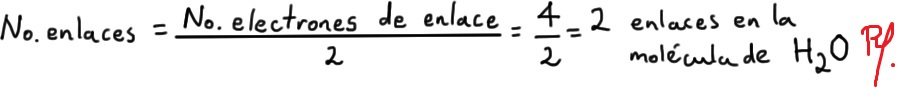 No. enlaces = No. electrones de enlace / 2 = 4/2 = 2 enlaces en la
molécula de H₂O